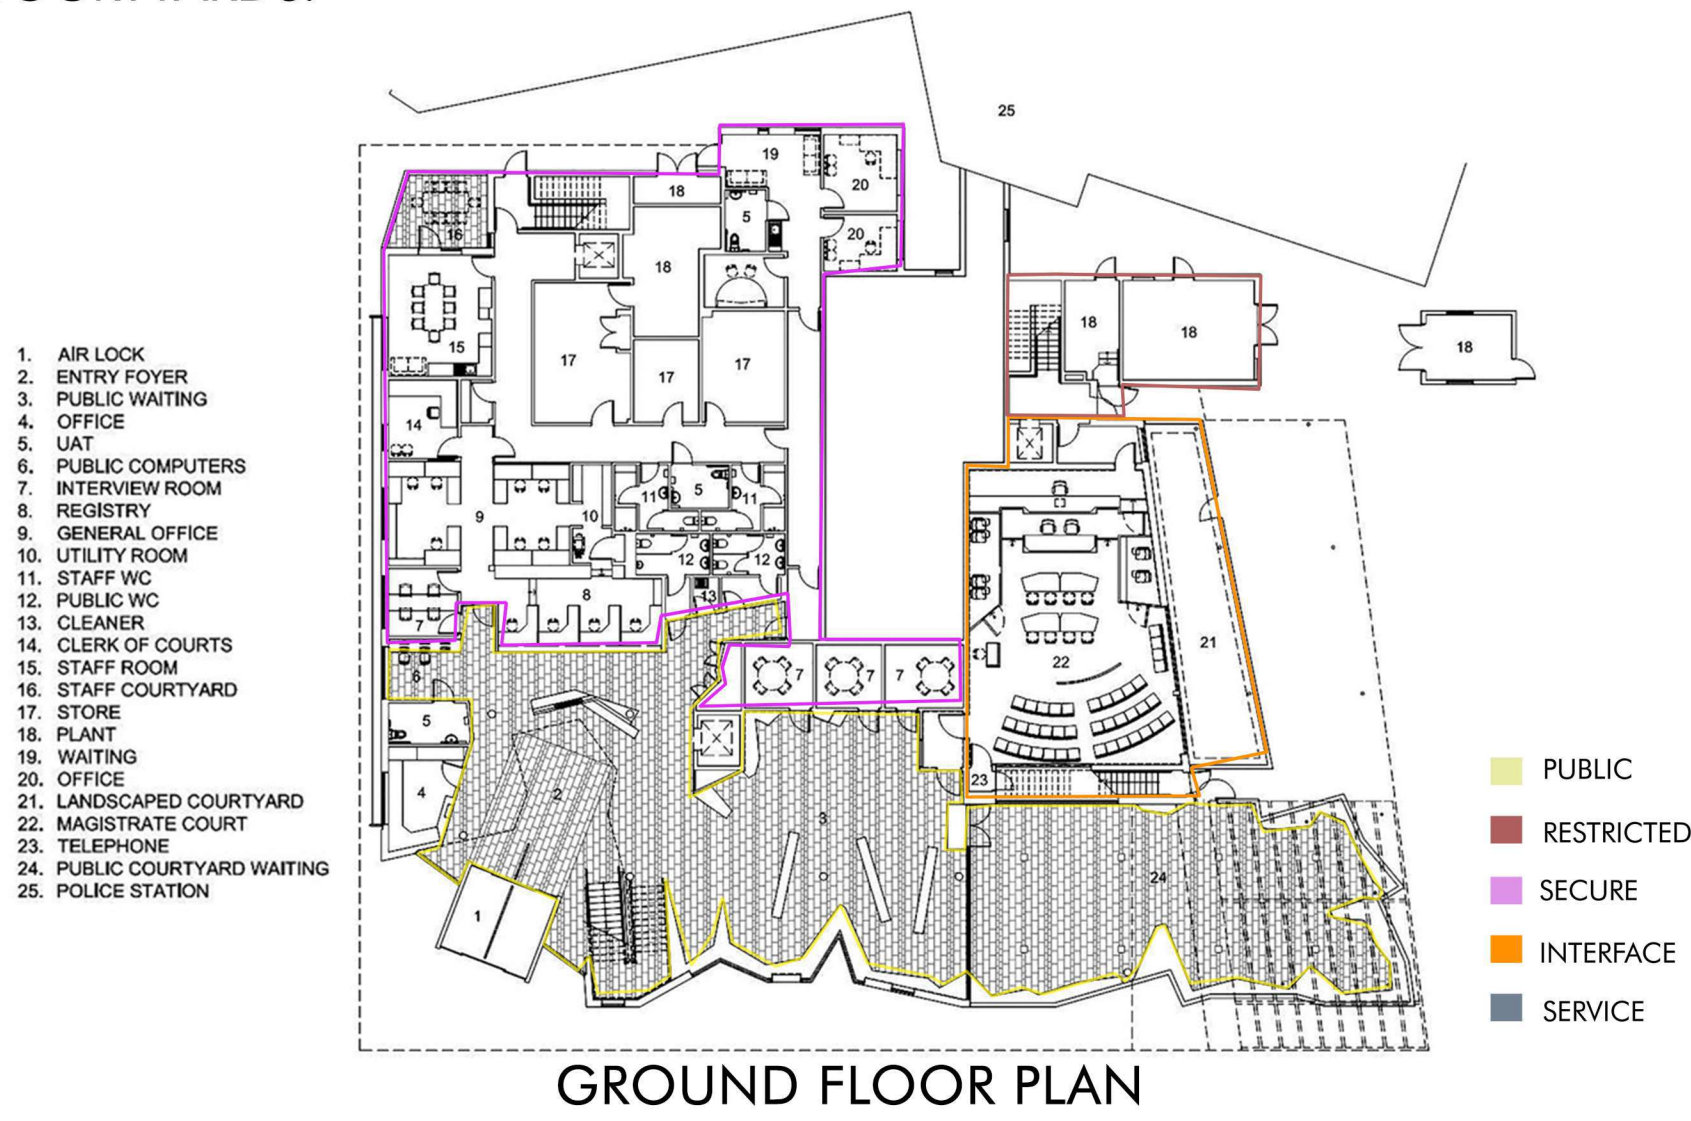 1. AIR LOCK
2. ENTRY FOYER
3. PUBLIC WAITING
4. OFFICE
5. UAT
6. PUBLIC COMPUTERS
7. INTERVIEW ROOM
8. REGISTRY
9. GENERAL OFFICE
10. UTILITY ROOM
11. STAFF WC
12. PUBLIC WC
13. CLEANER
14. CLERK OF COURTS
15. STAFF ROOM
16. STAFF COURTYARD
17. STORE
18. PLANT
19. WAITING
20. OFFICE
21. LANDSCAPED COURTYARD
22. MAGISTRATE COURT
23. TELEPHONE
24. PUBLIC COURTYARD WAITING
25. POLICE STATION
25
19
18
20
5
16
20
18
18
18
18
15
17
17
17
14
11
5
11
9
10
12
12
8
13
7
21
22
6
7
7
7
5
23
4
2
3
24
1
PUBLIC
RESTRICTED
SECURE
INTERFACE
SERVICE
GROUND FLOOR PLAN